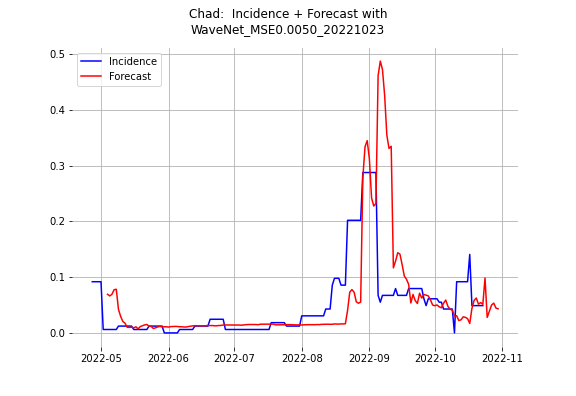 Chad:  Incidence + Forecast with
WaveNet_MSE0.0050_20221023
0.5
Incidence
Forecast
0.4
0.3
0.2
0.1
0.0
2022-05 2022-06 2022-07 2022-08 2022-09 2022-10 2022-11